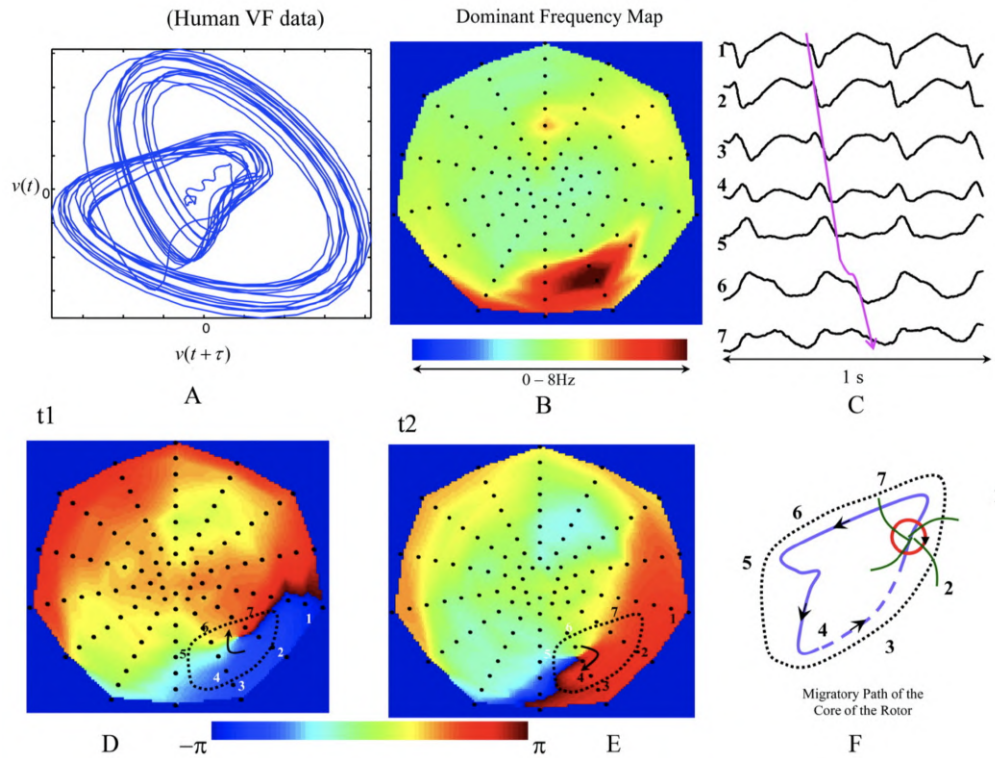 (Human VF data)
Dominant Frequency Map
v(t)
0
0
v(t + τ)
A
0 – 8Hz
B
1
2
3
4
5
6
7
1 s
C
t1
7
1
6
5
2
4
3
D
−π
π
t2
6
7
1
2
4
3
E
7
6
5
2
4
3
Migratory Path of the
Core of the Rotor
F